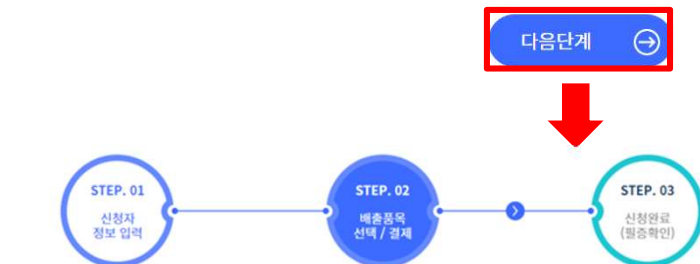 다음단계
STEP. 01
신청자
정보 입력
STEP. 02
배출품목
선택 / 결제
STEP. 03
신청완료
(필증확인)